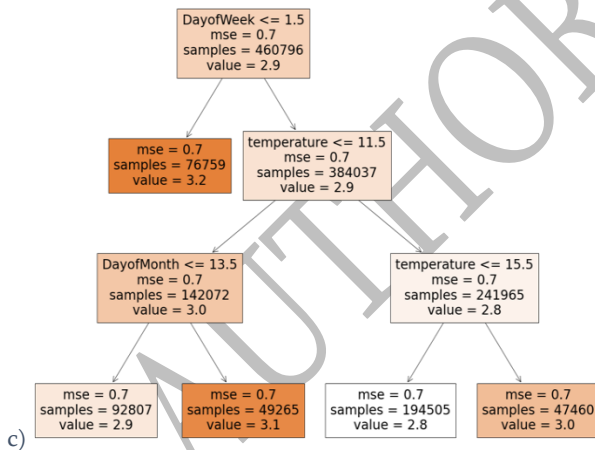 DayofWeek <= 1.5
mse = 0.7
samples = 460796
value = 2.9
mse = 0.7
samples = 76759
value = 3.2
temperature <= 11.5
mse = 0.7
samples = 384037
value = 2.9
DayofMonth <= 13.5
mse = 0.7
samples = 142072
value = 3.0
temperature <= 15.5
mse = 0.7
samples = 241965
value = 2.8
mse = 0.7
samples = 92807
value = 2.9
mse = 0.7
samples = 49265
value = 3.1
mse = 0.7
samples = 194505
value = 2.8
mse = 0.7
samples = 47460
value = 3.0
c)
AUTHOR